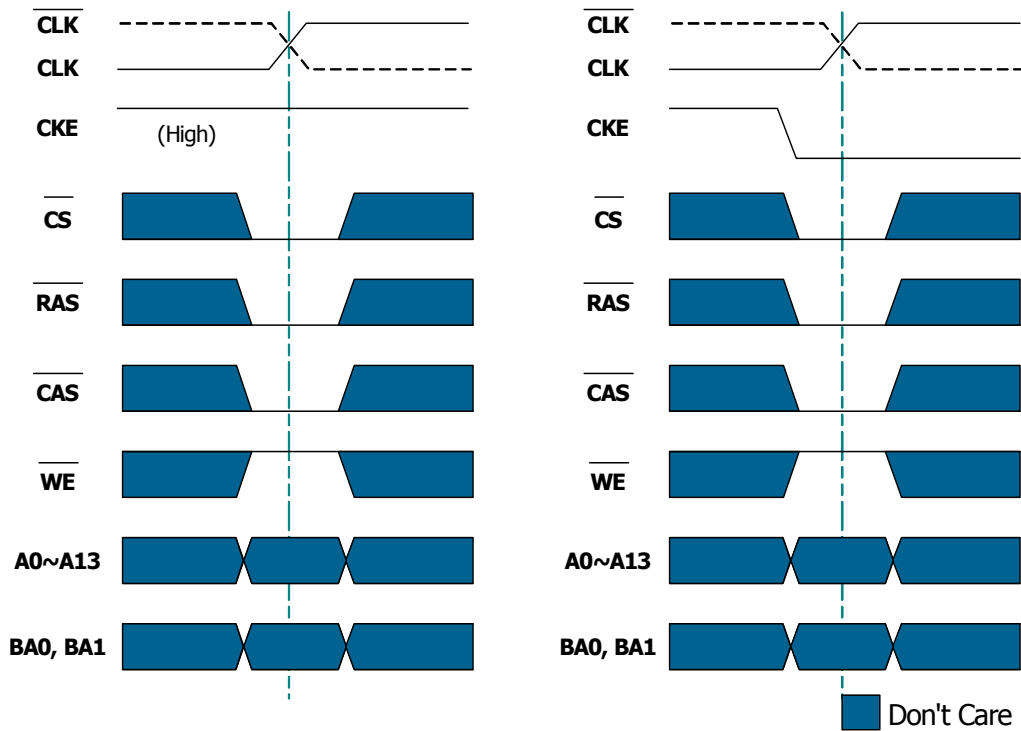 CLK CLK
CLK CLK
CKE (High) CKE
CS CS
RAS RAS
CAS CAS
WE WE
A0~A13 A0~A13
BA0, BA1 BA0, BA1
Don't Care